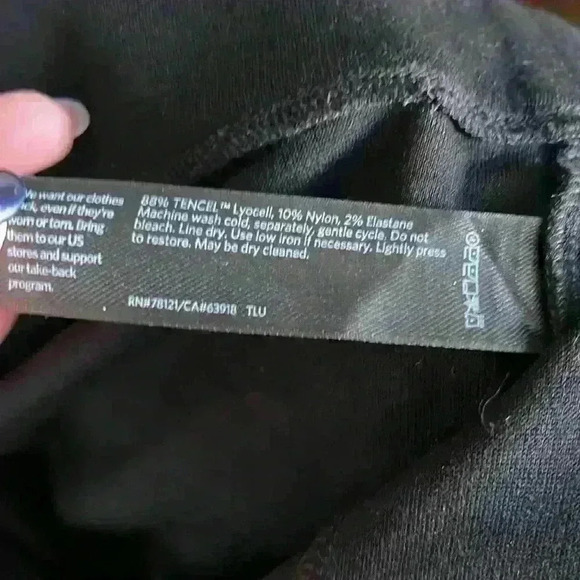 We want our clothes
back, even if they're
worn or torn. Bring
them to our US
stores and support
our take-back
program.
88% TENCEL™ Lyocell, 10% Nylon, 2% Elastane
Machine wash cold, separately, gentle cycle. Do not
bleach. Line dry. Use low iron if necessary. Lightly press
to restore. May be dry cleaned.
RN#78121/CA#63918 TLU